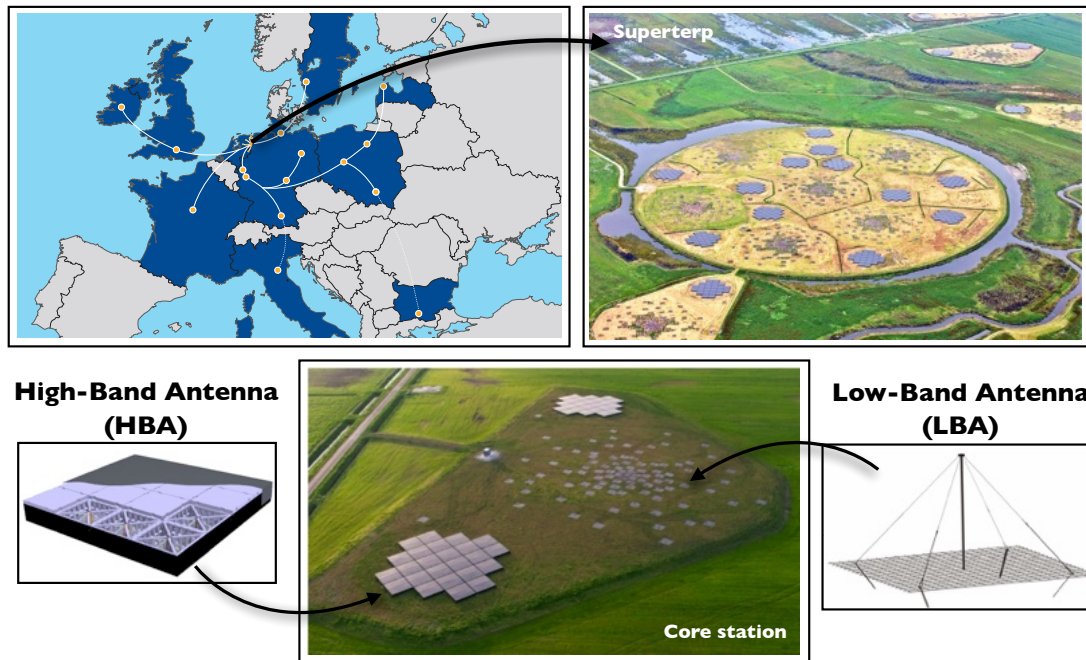 Superterp
High-Band Antenna
(HBA)
Low-Band Antenna
(LBA)
Core station